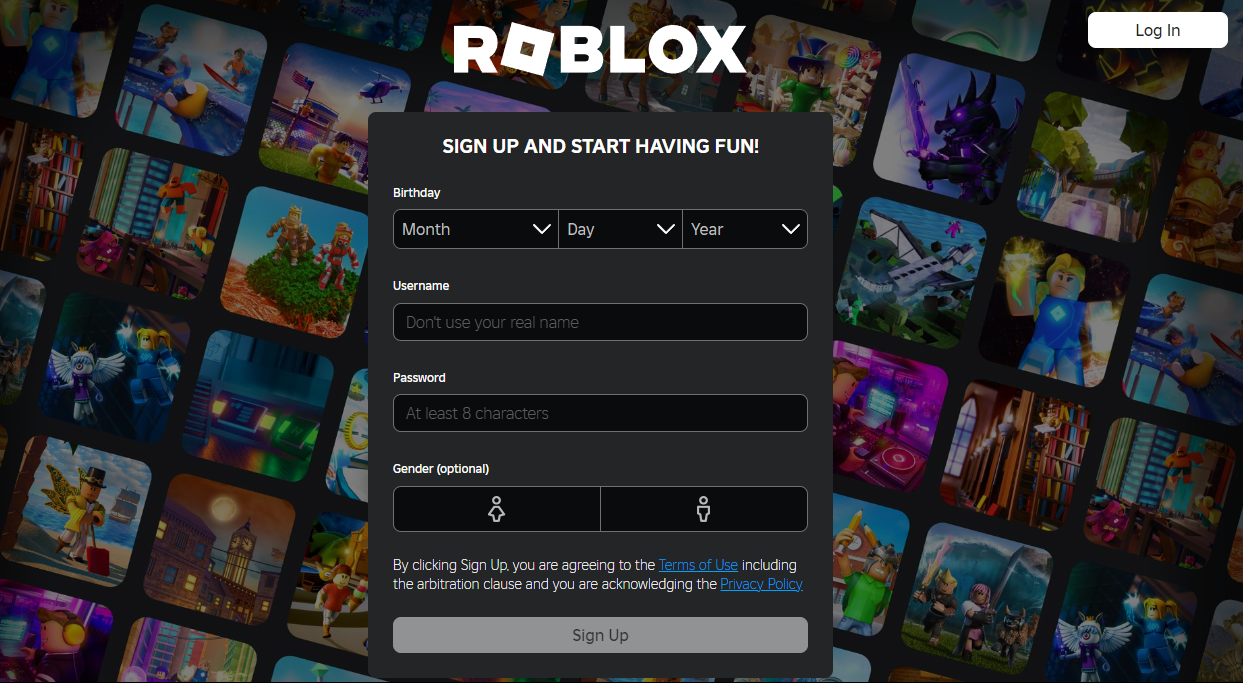 ROBLOX
Log In
SIGN UP AND START HAVING FUN!
Birthday
Month Day Year
Username
Don't use your real name
Password
At least 8 characters
Gender (optional)
By clicking Sign Up, you are agreeing to the Terms of Use including
the arbitration clause and you are acknowledging the Privacy Policy
Sign Up